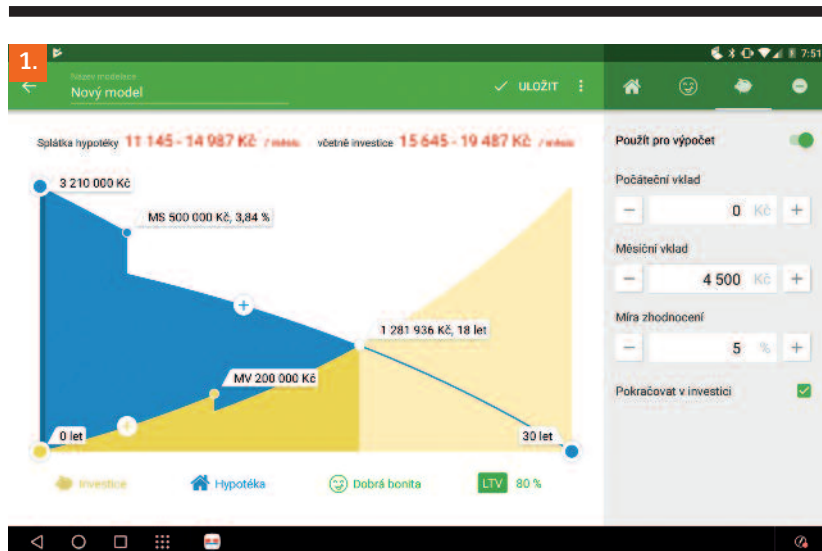 1.
7:51
Název modelace
Nový model
ULOŽIT
Splátka hypotéky 11 145 - 14 987 Kč / měsíc včetně investice 15 645 - 19 487 Kč / měsíc
3 210 000 Kč
MS 500 000 Kč, 3,84 %
1 281 936 Kč, 18 let
MV 200 000 Kč
0 let
30 let
Investice
Hypotéka
Dobrá bonita
LTV 80 %
Použít pro výpočet
Počáteční vklad
− 0 Kč +
Měsíční vklad
− 4 500 Kč +
Míra zhodnocení
− 5 % +
Pokračovat v investici